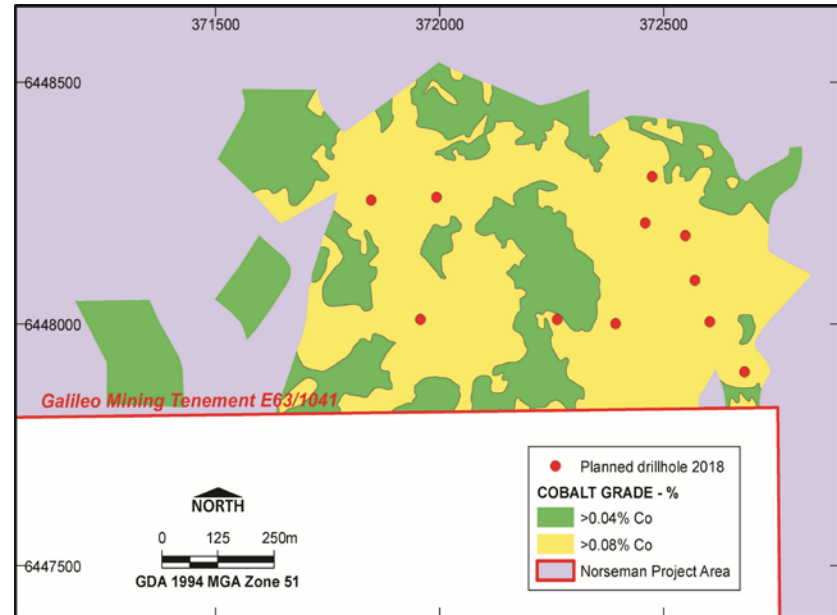 371500 372000 372500
6448500
6448000
Galileo Mining Tenement E63/1041
6447500
NORTH
0 125 250m
GDA 1994 MGA Zone 51
Planned drillhole 2018
COBALT GRADE - %
>0.04% Co
>0.08% Co
Norseman Project Area